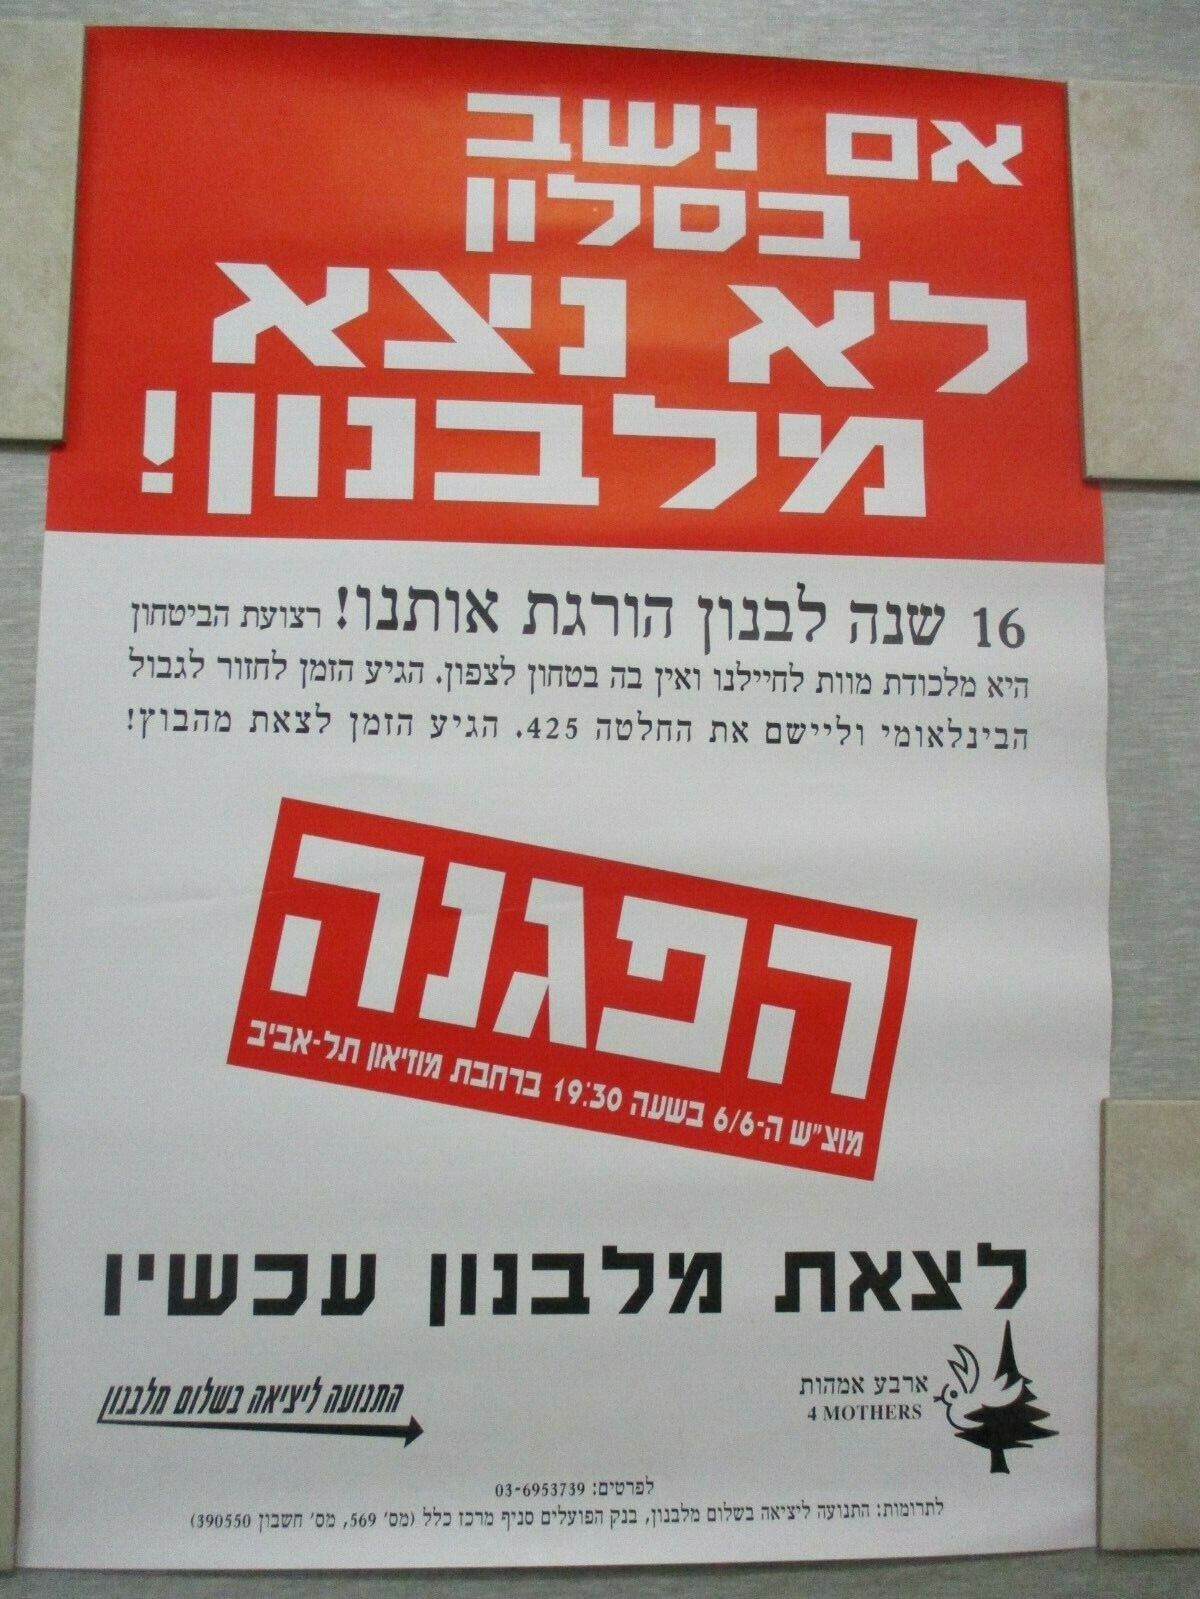 אם נשב
בסלון
לא נצא
מלבנון!
16 שנה לבנון הורגת אותנו! רצועת הביטחון
היא מלכודת מוות לחיילנו ואין בה בטחון לצפון. הגיע הזמן לחזור לגבול
הבינלאומי וליישם את החלטה 425. הגיע הזמן לצאת מהבוץ!
הפגנה
מוצ"ש ה-6/6 בשעה 19:30 ברחבת מוזיאון תל-אביב
לצאת מלבנון עכשיו
ארבע אמהות
4 MOTHERS
התנועה ליציאה בשלום מלבנון
לפרטים: 03-6953739
לתרומות: התנועה ליציאה בשלום מלבנון, בנק הפועלים סניף מרכז כלל (מס' 569, מס' חשבון 390550)